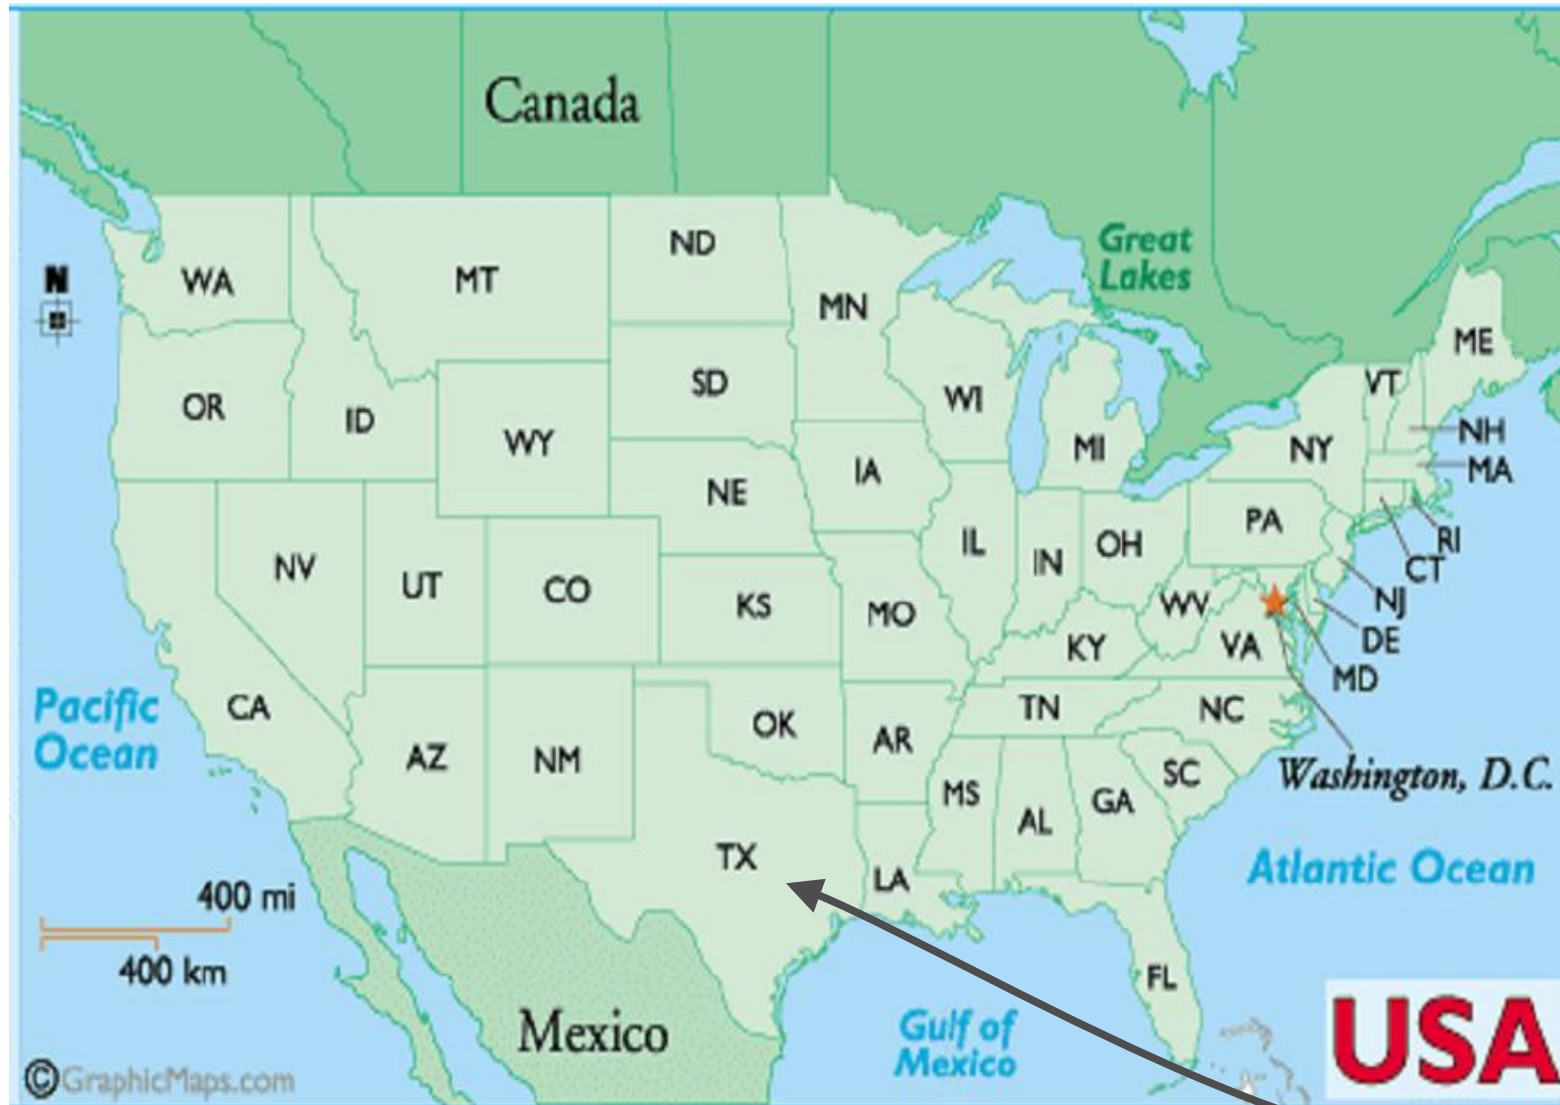 Canada
Great
Lakes
N
WA
MT
ND
MN
ME
OR
ID
SD
WI
VT
NH
WY
MI
NY
MA
IA
NE
PA
RI
NV
UT
CO
IL
IN
OH
CT
KS
MO
WV
NJ
KY
VA
DE
MD
Pacific
Ocean
CA
AZ
NM
OK
AR
TN
NC
Washington, D.C.
MS
AL
GA
SC
TX
LA
Atlantic Ocean
400 mi
400 km
FL
Mexico
Gulf of
Mexico
USA
©GraphicMaps.com